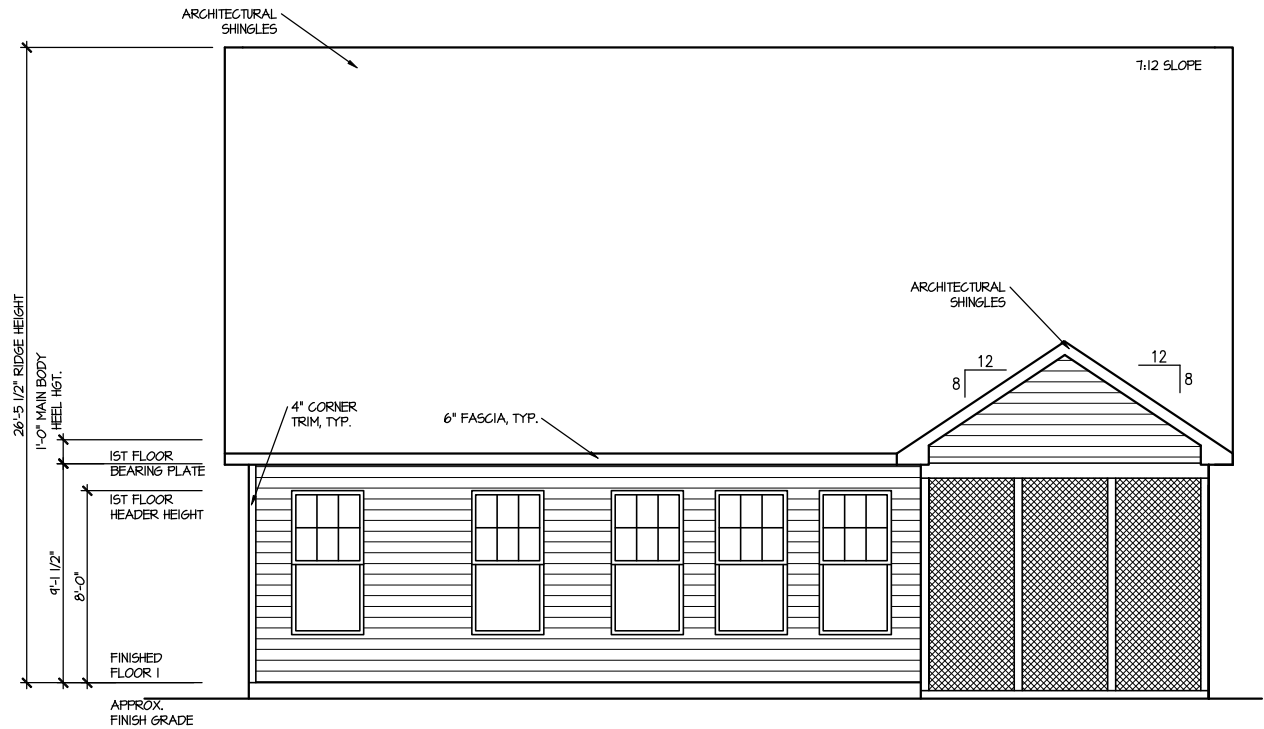 ARCHITECTURAL
SHINGLES
7:12 SLOPE
26'-5 1/2" RIDGE HEIGHT
1'-0" MAIN BODY
HEEL HGT.
ARCHITECTURAL
SHINGLES
12
8
12
8
4" CORNER
TRIM, TYP.
6" FASCIA, TYP.
1ST FLOOR
BEARING PLATE
1ST FLOOR
HEADER HEIGHT
9'-1 1/2"
8'-0"
FINISHED
FLOOR 1
APPROX.
FINISH GRADE